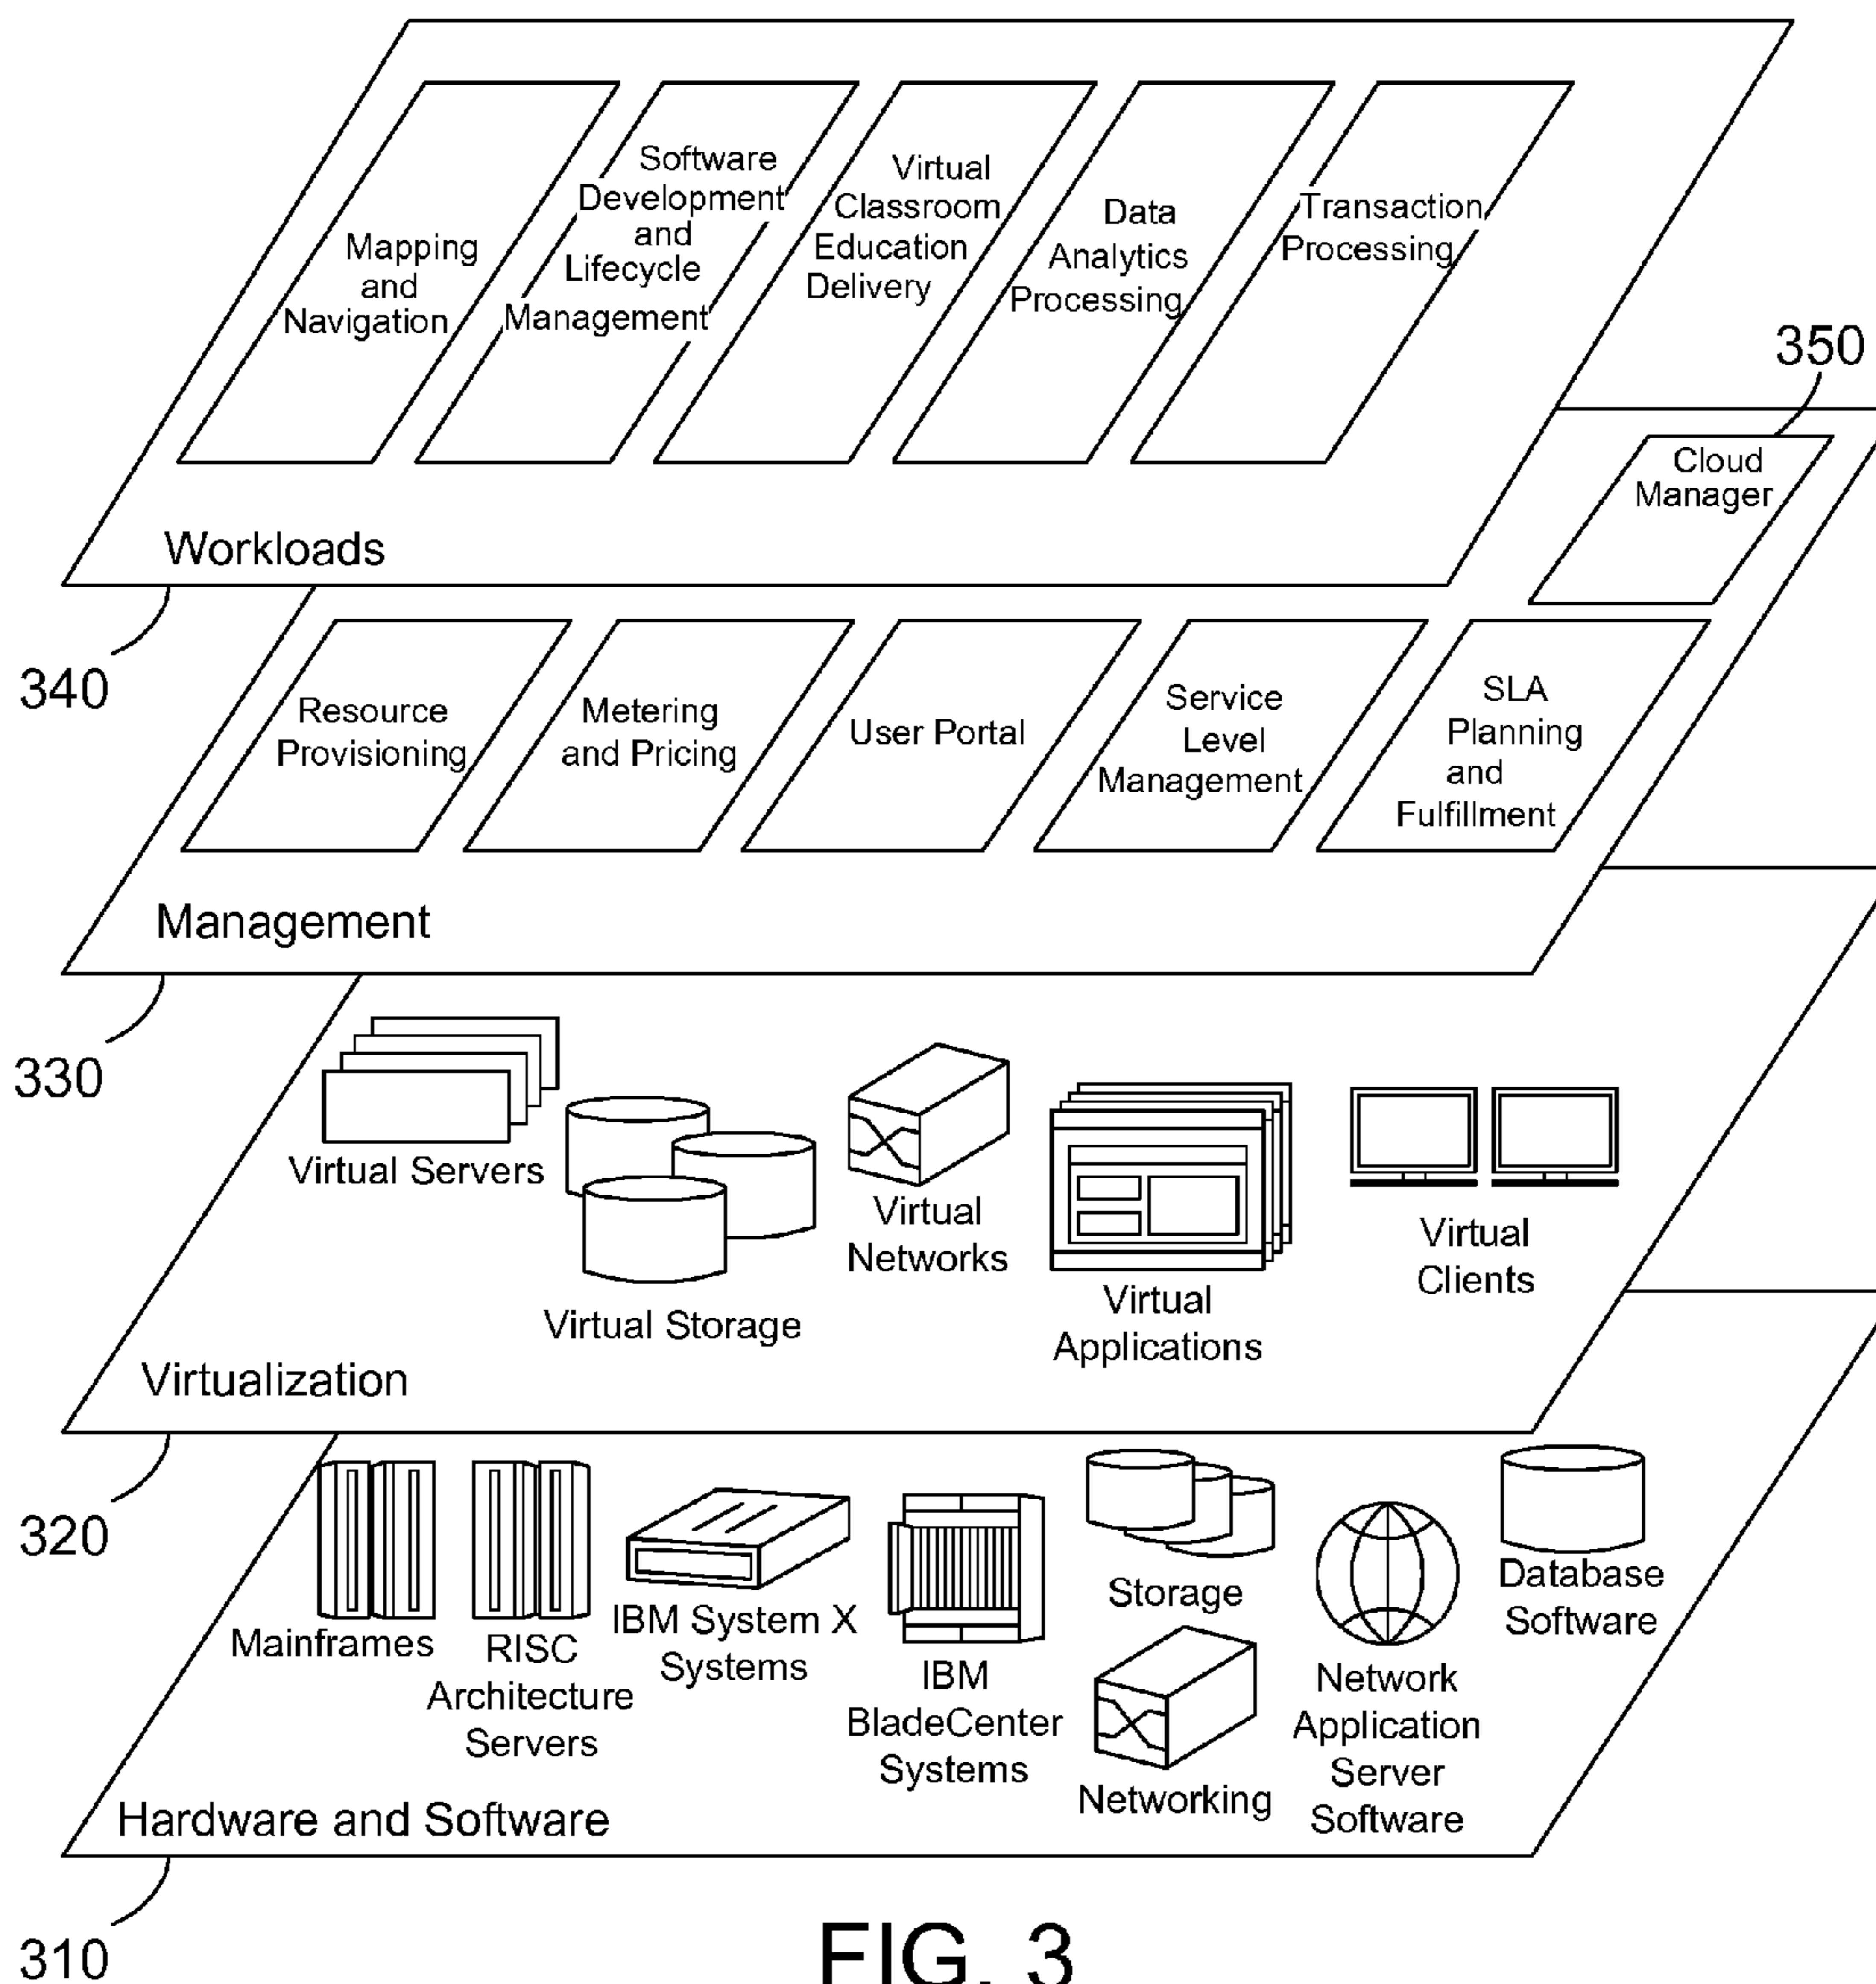 Mapping
and
Navigation
Software
Development
and
Lifecycle
Management
Virtual
Classroom
Education
Delivery
Data
Analytics
Processing
Transaction
Processing
Workloads
340
350
Cloud
Manager
Resource
Provisioning
Metering
and Pricing
User Portal
Service
Level
Management
SLA
Planning
and
Fulfillment
Management
330
Virtual Servers
Virtual Storage
Virtual
Networks
Virtual
Applications
Virtual
Clients
Virtualization
320
Mainframes
RISC
Architecture
Servers
IBM System X
Systems
IBM
BladeCenter
Systems
Storage
Networking
Network
Application
Server
Software
Database
Software
Hardware and Software
310
FIG. 3